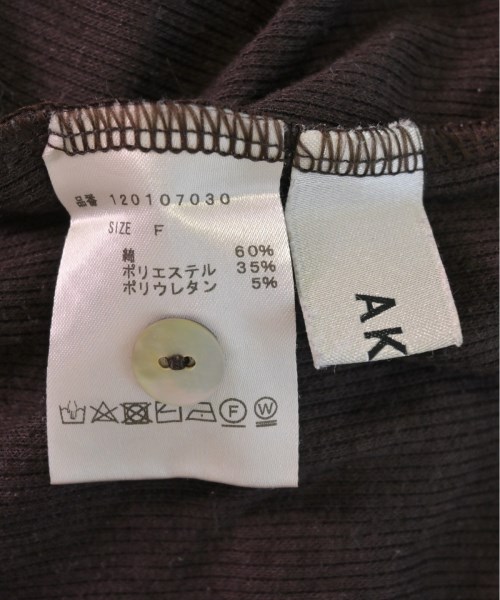 品番 120107030
SIZE F
綿 60%
ポリエステル 35%
ポリウレタン 5%
F W
AK